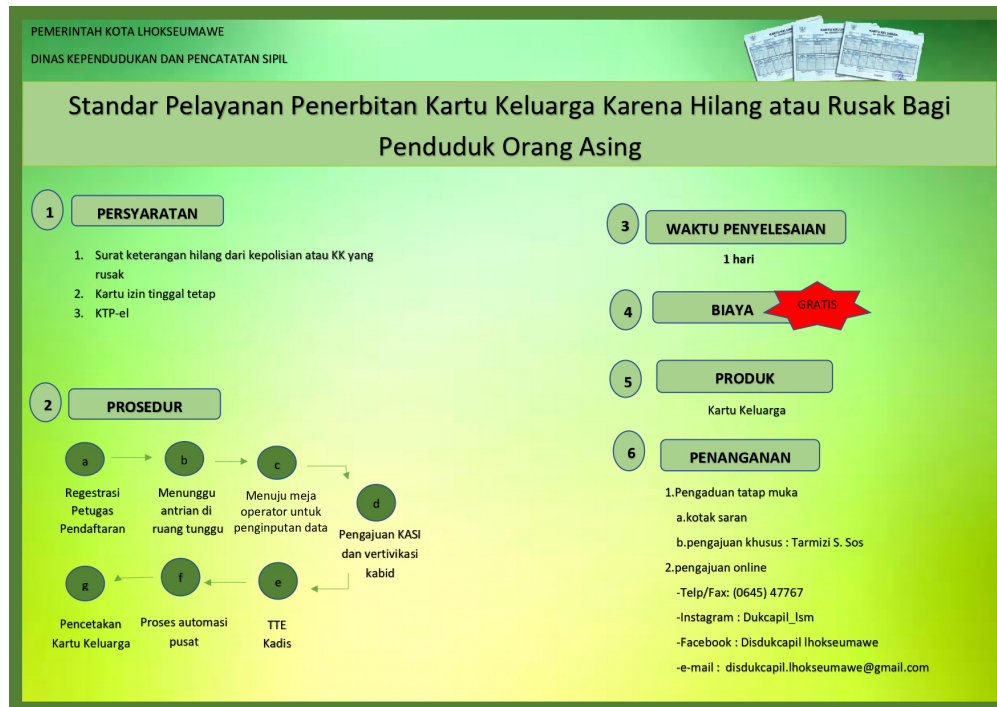 PEMERINTAH KOTA LHOKSEUMAWE
DINAS KEPENDUDUKAN DAN PENCATATAN SIPIL
Standar Pelayanan Penerbitan Kartu Keluarga Karena Hilang atau Rusak Bagi
Penduduk Orang Asing
1
PERSYARATAN
1. Surat keterangan hilang dari kepolisian atau KK yang
rusak
2. Kartu izin tinggal tetap
3. KTP-el
2
PROSEDUR
a
Regestrasi
Petugas
Pendaftaran
b
Menunggu
antrian di
ruang tunggu
c
Menuju meja
operator untuk
penginputan data
d
Pengajuan KASI
dan vertivikasi
kabid
e
TTE
Kadis
f
Proses automasi
pusat
g
Pencetakan
Kartu Keluarga
3
WAKTU PENYELESAIAN
1 hari
4
BIAYA
GRATIS
5
PRODUK
Kartu Keluarga
6
PENANGANAN
1.Pengaduan tatap muka
a.kotak saran
b.pengajuan khusus : Tarmizi S. Sos
2.pengajuan online
-Telp/Fax: (0645) 47767
-Instagram : Dukcapil_lsm
-Facebook : Disdukcapil lhokseumawe
-e-mail : disdukcapil.lhokseumawe@gmail.com